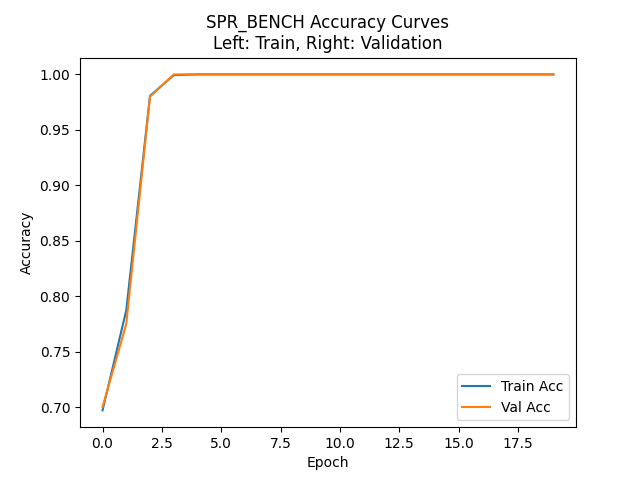 SPR_BENCH Accuracy Curves
Left: Train, Right: Validation
Accuracy
1.00
0.95
0.90
0.85
0.80
0.75
0.70
0.0 2.5 5.0 7.5 10.0 12.5 15.0 17.5
Epoch
Train Acc
Val Acc